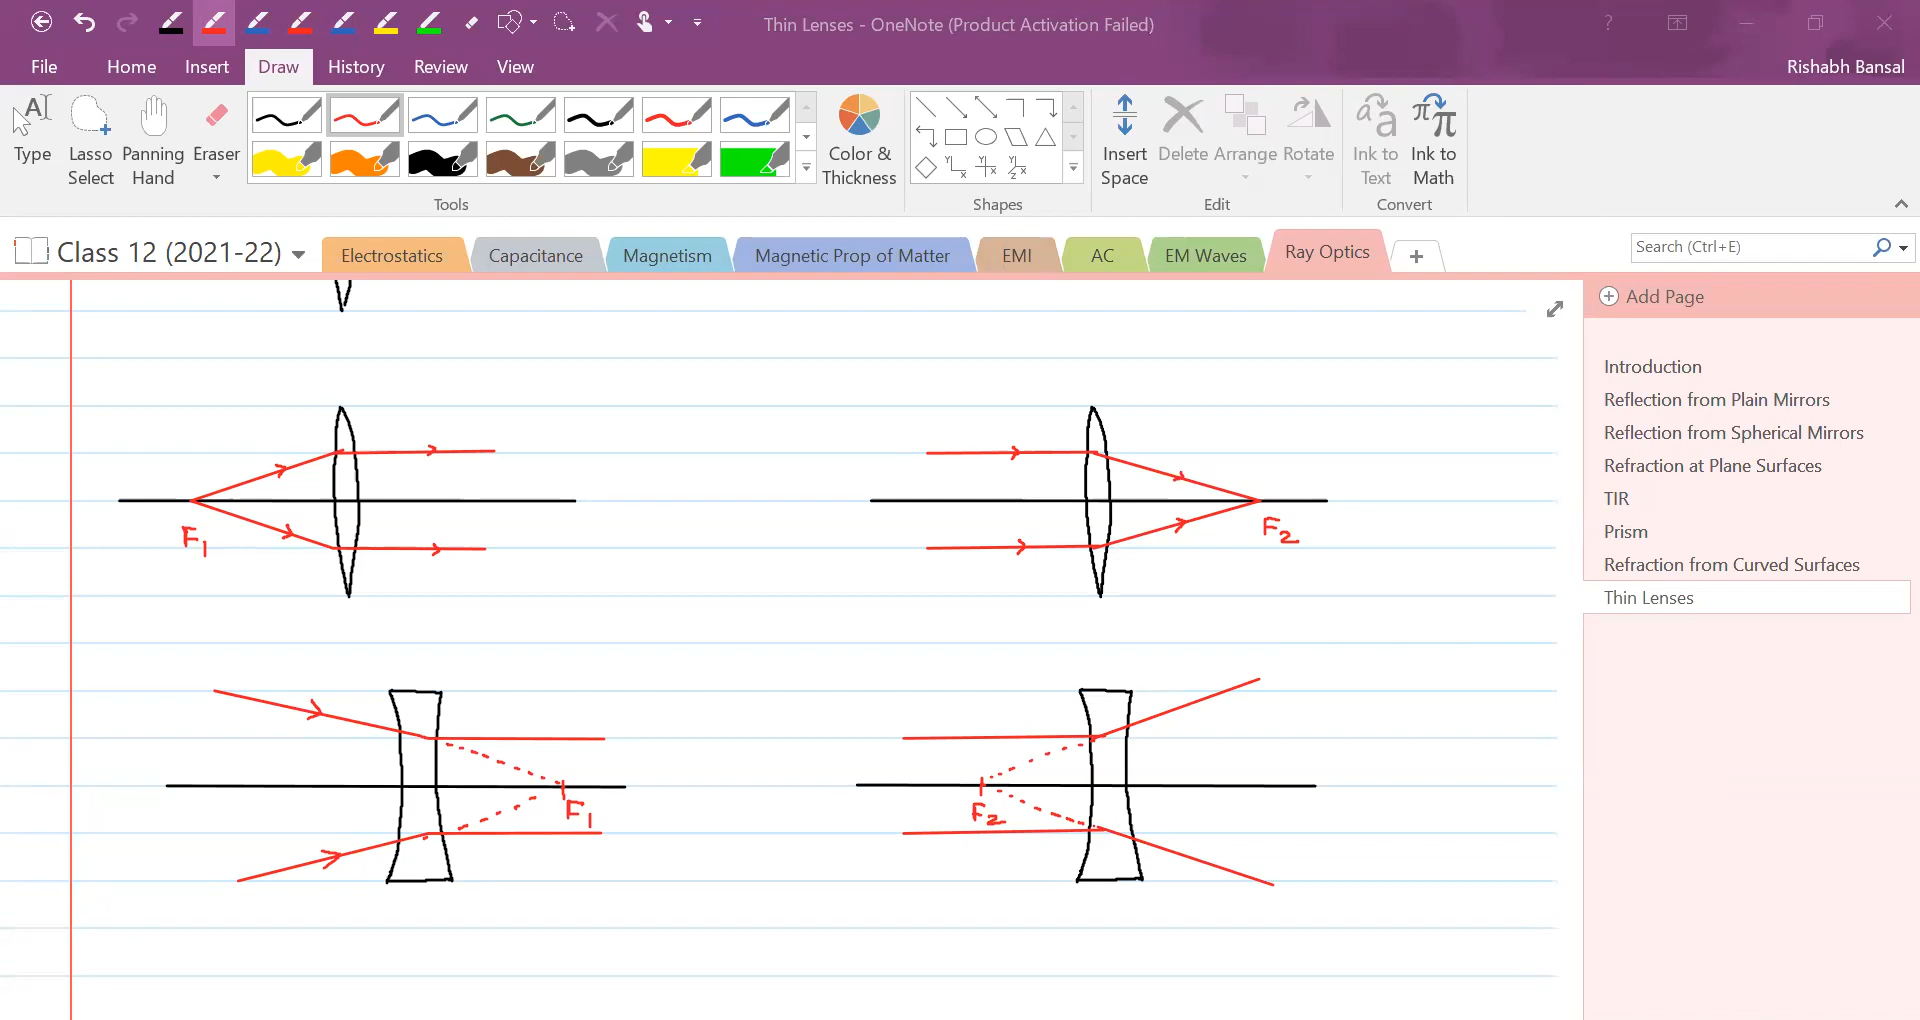 Thin Lenses - OneNote (Product Activation Failed)
?
File Home Insert Draw History Review View
Rishabh Bansal
Type
Lasso Select
Panning Hand
Eraser
Color & Thickness
Insert Space
Delete
Arrange
Rotate
Ink to Text
Ink to Math
Tools
Shapes
Edit
Convert
Class 12 (2021-22)
Electrostatics
Capacitance
Magnetism
Magnetic Prop of Matter
EMI
AC
EM Waves
Ray Optics
Search (Ctrl+E)
Add Page
Introduction
Reflection from Plain Mirrors
Reflection from Spherical Mirrors
Refraction at Plane Surfaces
TIR
Prism
Refraction from Curved Surfaces
Thin Lenses
F1
F2
F1
F2